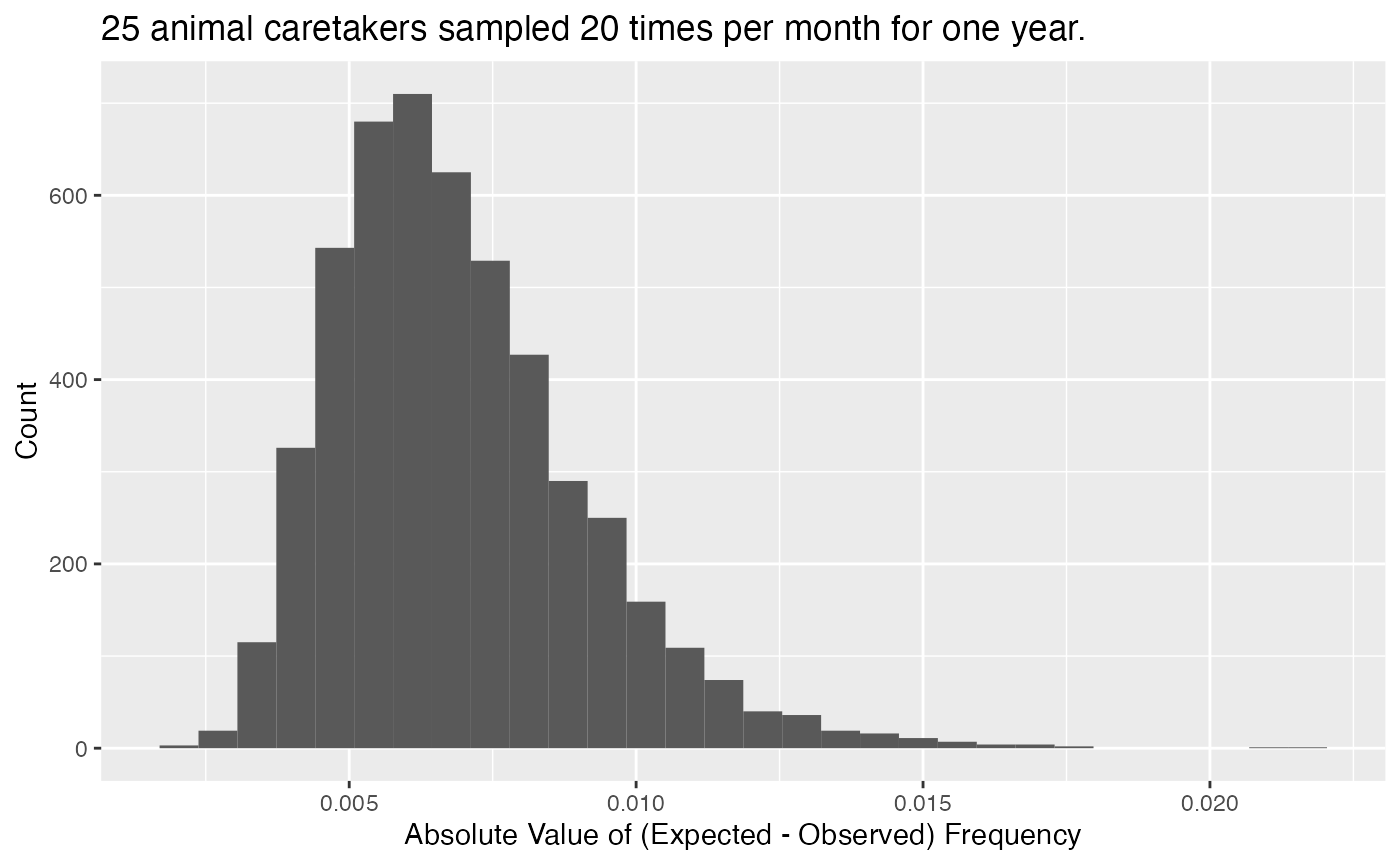 25 animal caretakers sampled 20 times per month for one year.
600
400
200
0
Count
0.005 0.010 0.015 0.020
Absolute Value of (Expected - Observed) Frequency